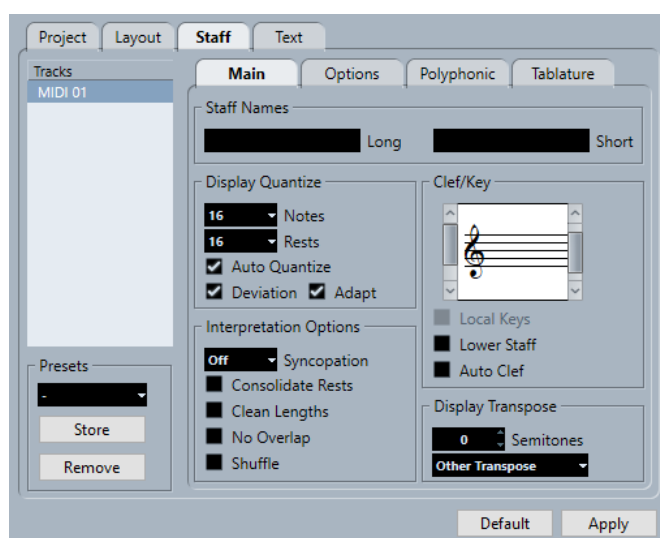 Project Layout Staff Text
Tracks
MIDI 01
Presets
-
Store
Remove
Main Options Polyphonic Tablature
Staff Names
Long Short
Display Quantize
16 Notes
16 Rests
Auto Quantize
Deviation Adapt
Interpretation Options
Off Syncopation
Consolidate Rests
Clean Lengths
No Overlap
Shuffle
Clef/Key
Local Keys
Lower Staff
Auto Clef
Display Transpose
0 Semitones
Other Transpose
Default Apply